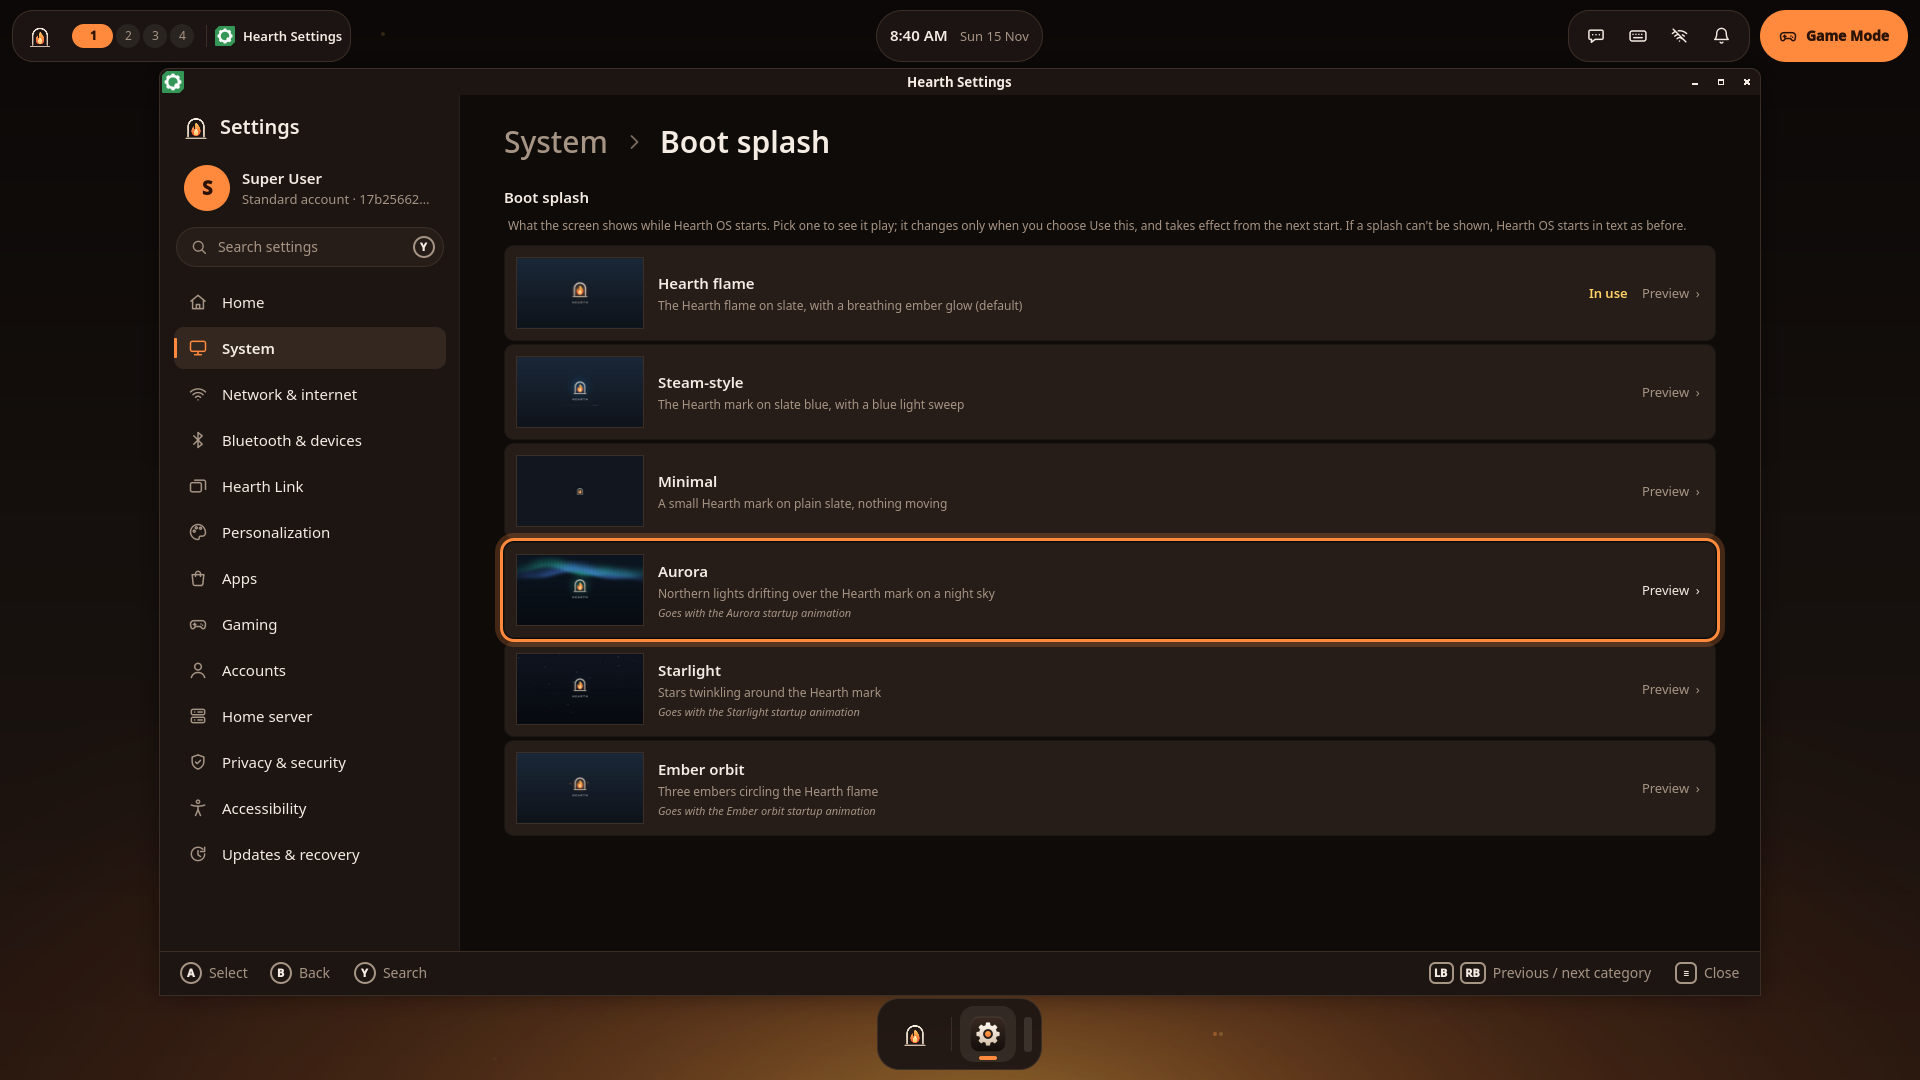 1 2 3 4 Hearth Settings
8:40 AM Sun 15 Nov
Game Mode
Hearth Settings
Settings
S
Super User
Standard account · 17b25662...
Search settings Y
Home
System
Network & internet
Bluetooth & devices
Hearth Link
Personalization
Apps
Gaming
Accounts
Home server
Privacy & security
Accessibility
Updates & recovery
System > Boot splash
Boot splash
What the screen shows while Hearth OS starts. Pick one to see it play; it changes only when you choose Use this, and takes effect from the next start. If a splash can't be shown, Hearth OS starts in text as before.
Hearth flame
The Hearth flame on slate, with a breathing ember glow (default)
In use Preview ›
Steam-style
The Hearth mark on slate blue, with a blue light sweep
Preview ›
Minimal
A small Hearth mark on plain slate, nothing moving
Preview ›
Aurora
Northern lights drifting over the Hearth mark on a night sky
Goes with the Aurora startup animation
Preview ›
Starlight
Stars twinkling around the Hearth mark
Goes with the Starlight startup animation
Preview ›
Ember orbit
Three embers circling the Hearth flame
Goes with the Ember orbit startup animation
Preview ›
A Select B Back Y Search
LB RB Previous / next category ≡ Close